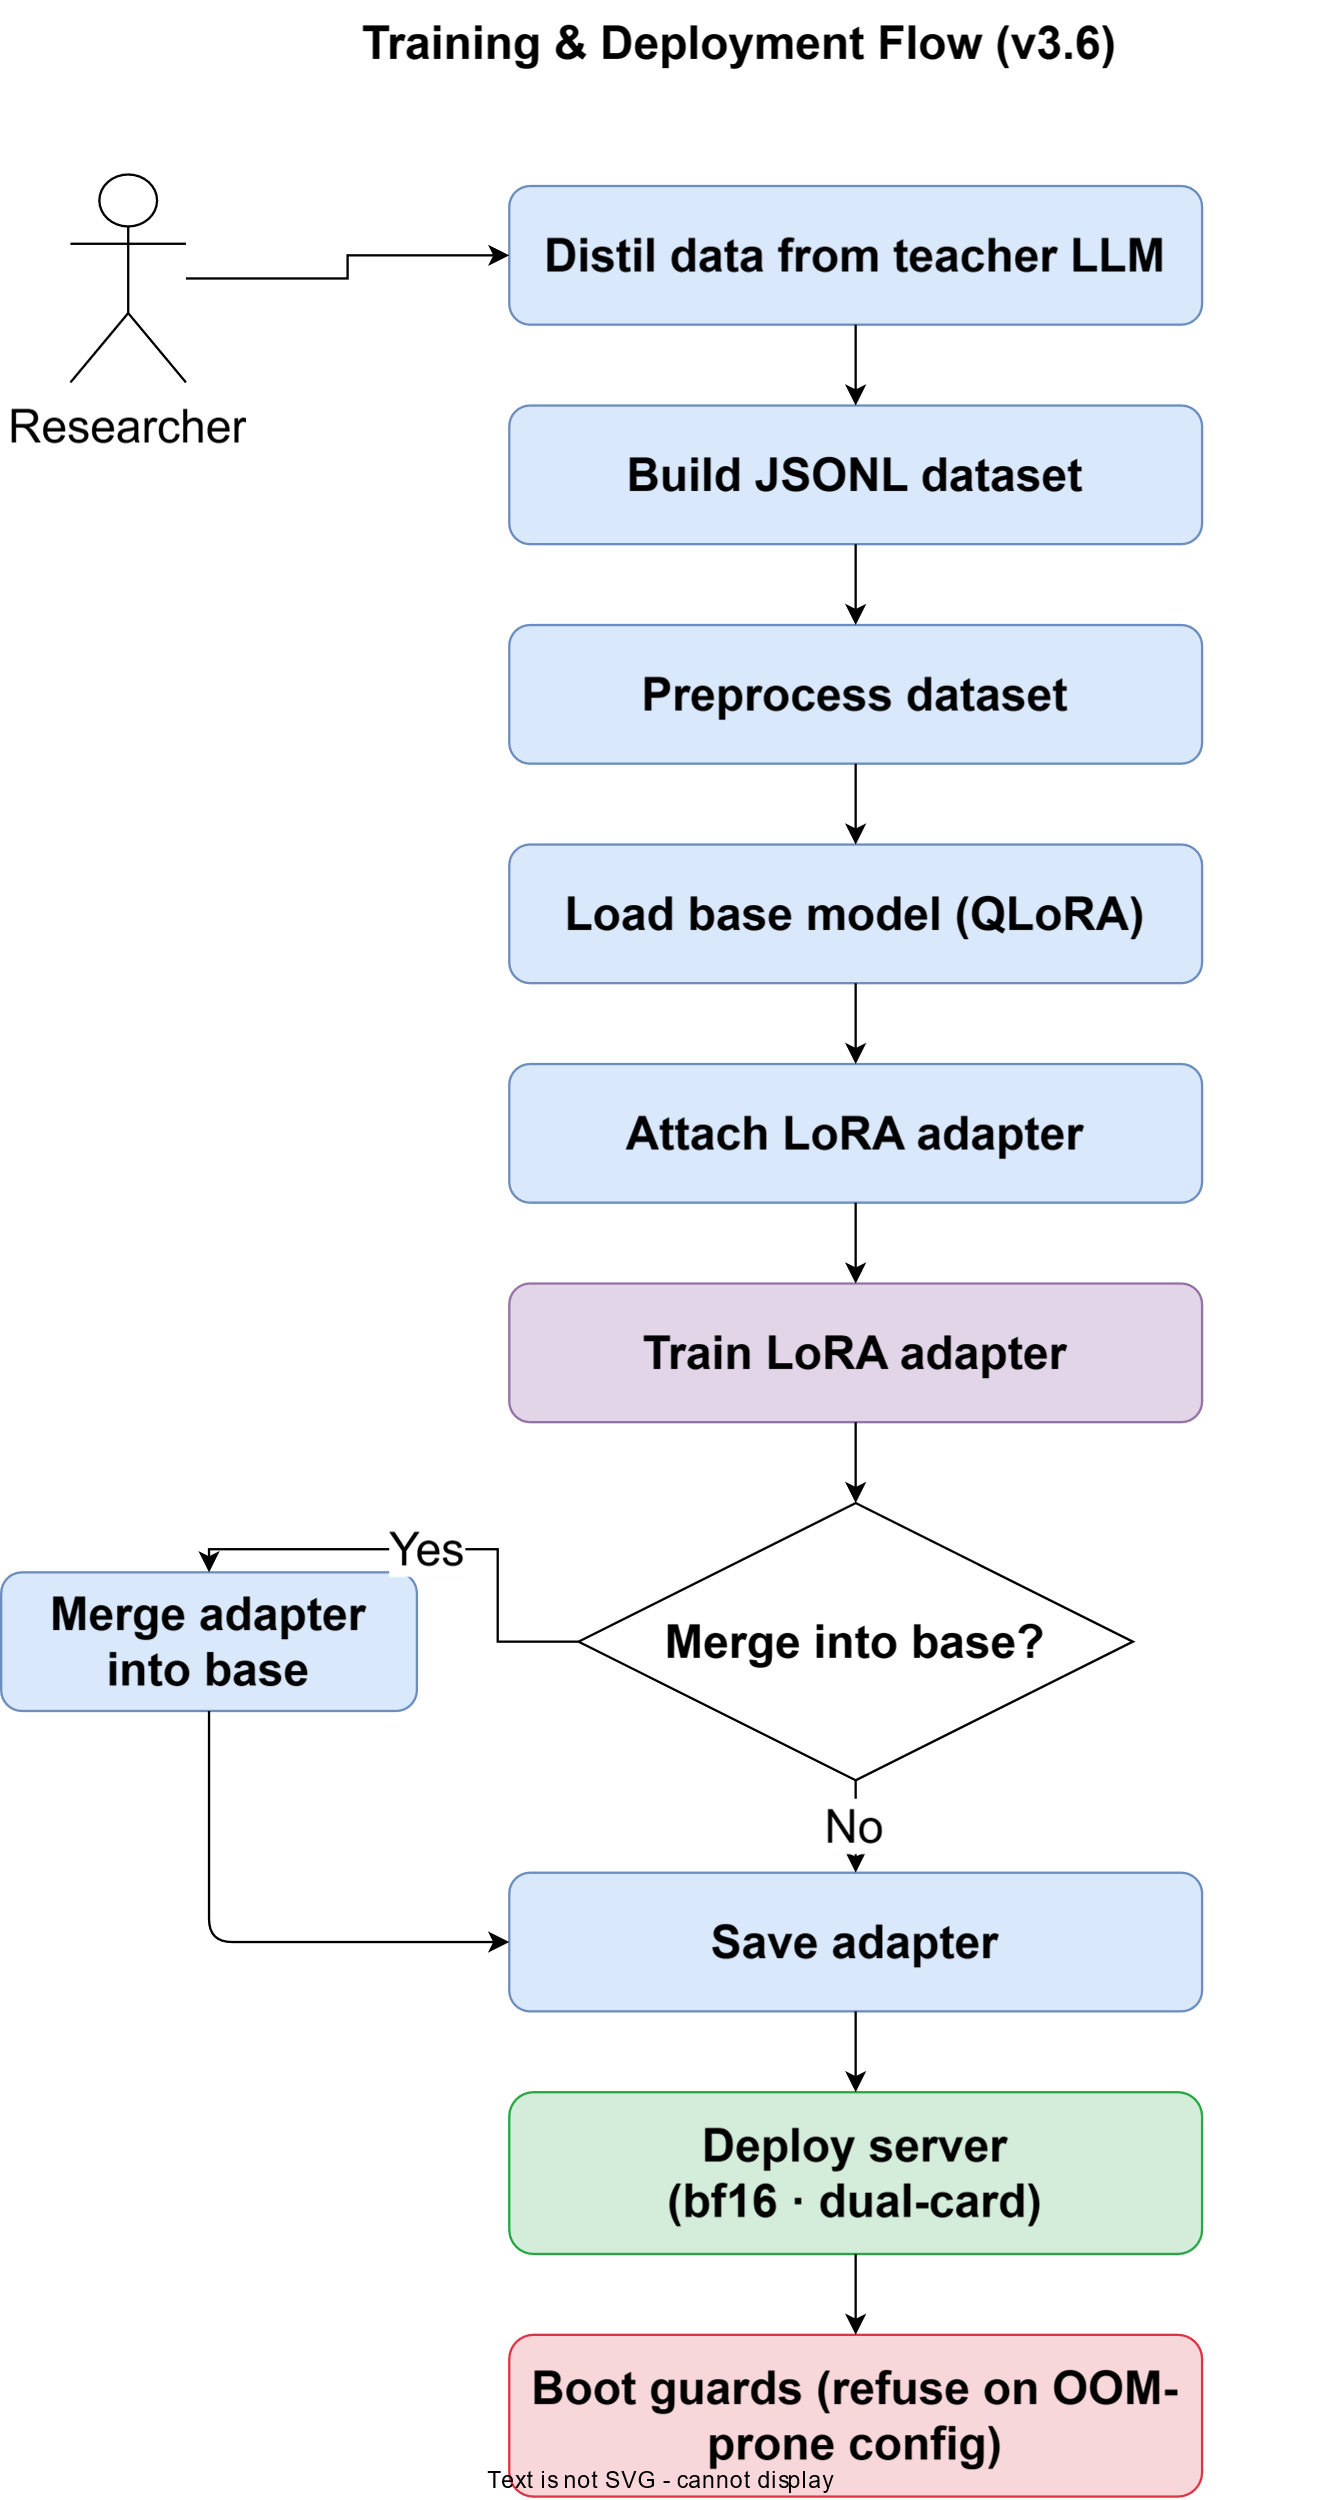 Training & Deployment Flow (v3.6)
Researcher
Distil data from teacher LLM
Build JSONL dataset
Preprocess dataset
Load base model (QLoRA)
Attach LoRA adapter
Train LoRA adapter
Merge into base?
Yes
Merge adapter
into base
No
Save adapter
Deploy server
(bf16 · dual-card)
Boot guards (refuse on OOM-
prone config)
Text is not SVG - cannot display